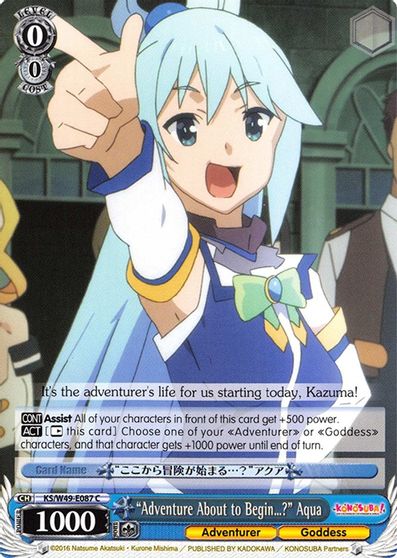 LEVEL
0
0
COST
It's the adventurer's life for us starting today, Kazuma!
CONT Assist All of your characters in front of this card get +500 power.
ACT [ this card] Choose one of your «Adventurer» or «Goddess»
characters, and that character gets +1000 power until end of turn.
Card Name “ここから冒険が始まる…？”アクア
CH KS/W49-E087 C
POWER 1000
“Adventure About to Begin...?” Aqua
KONOSUBA!
Adventurer Goddess
©2016 Natsume Akatsuki・Kurone Mishima / PUBLISHED BY KADOKAWA / KONOSUBA Partners